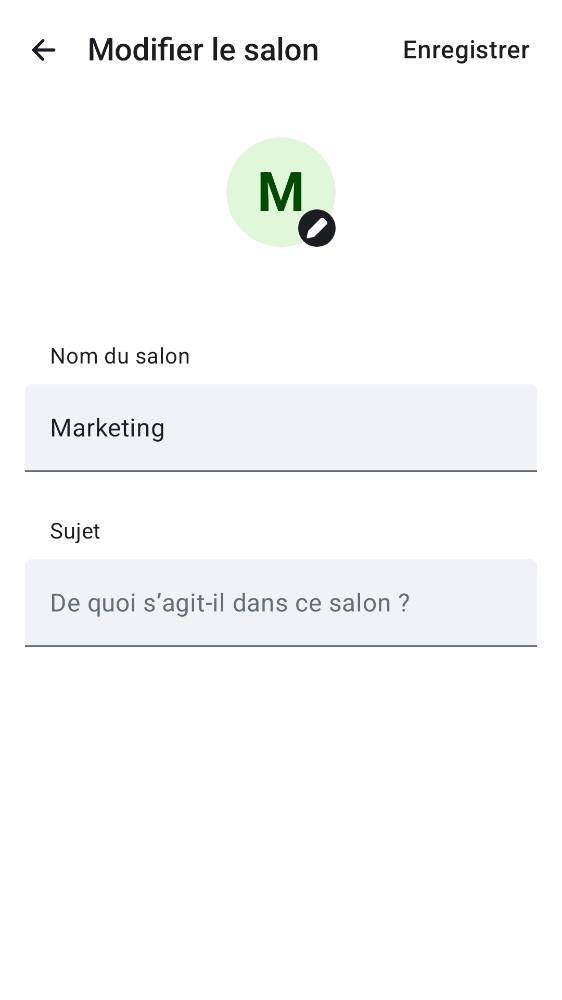 Modifier le salon
Enregistrer
M
Nom du salon
Marketing
Sujet
De quoi s’agit-il dans ce salon ?